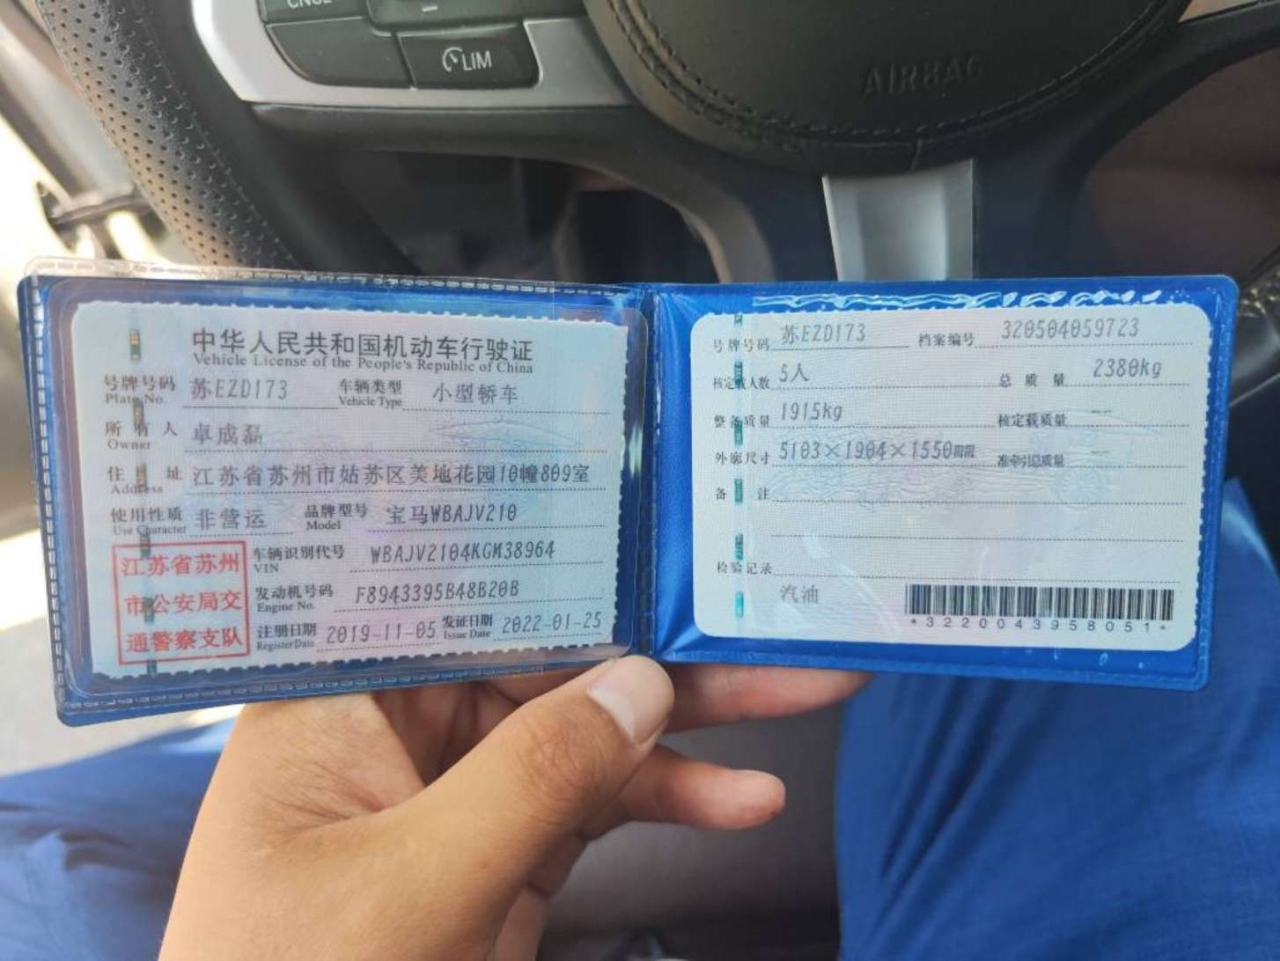 CNCL
LIM
AIRBAG
中华人民共和国机动车行驶证
Vehicle License of the People's Republic of China
号牌号码 苏EZD173 车辆类型 小型轿车
Plate No. Vehicle Type
所有人 卓成磊
Owner
住址 江苏省苏州市姑苏区美地花园10幢809室
Address
使用性质 非营运 品牌型号 宝马WBAJV210
Use Character Model
江苏省苏州
市公安局交
通警察支队
车辆识别代号 WBAJV2104KGM38964
VIN
发动机号码 F8943395B48B20B
Engine No.
注册日期 2019-11-05 发证日期 2022-01-25
Register Date Issue Date
号牌号码 苏EZD173 档案编号 320504059723
核定载人数 5人 总质量 2380kg
整备质量 1915kg 核定载质量 --
外廓尺寸 5103×1904×1550mm 准牵引总质量 --
备注
检验记录
汽油
*3220043958051*